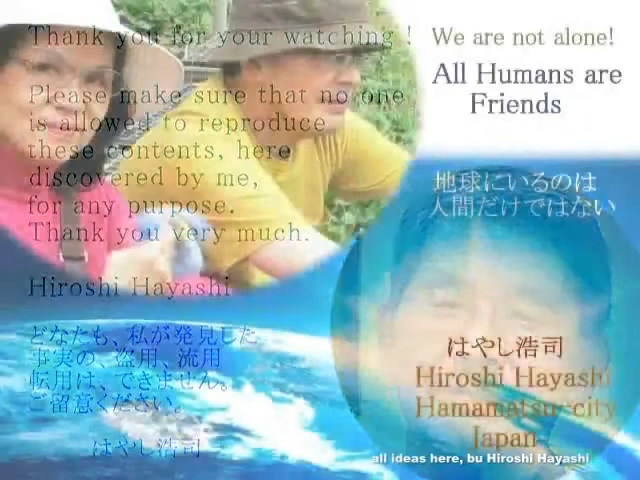 Thank you for your watching !
Please make sure that no one
is allowed to reproduce
these contents, here
discovered by me,
for any purpose.
Thank you very much.
Hiroshi Hayashi
どなたも、私が発見した
事実の、盗用、流用
転用は、できません。
ご留意ください。
はやし浩司
We are not alone!
All Humans are
Friends
地球にいるのは
人間だけではない
はやし浩司
Hiroshi Hayashi
Hamamatsu-city
Japan
all ideas here, bu Hiroshi Hayashi